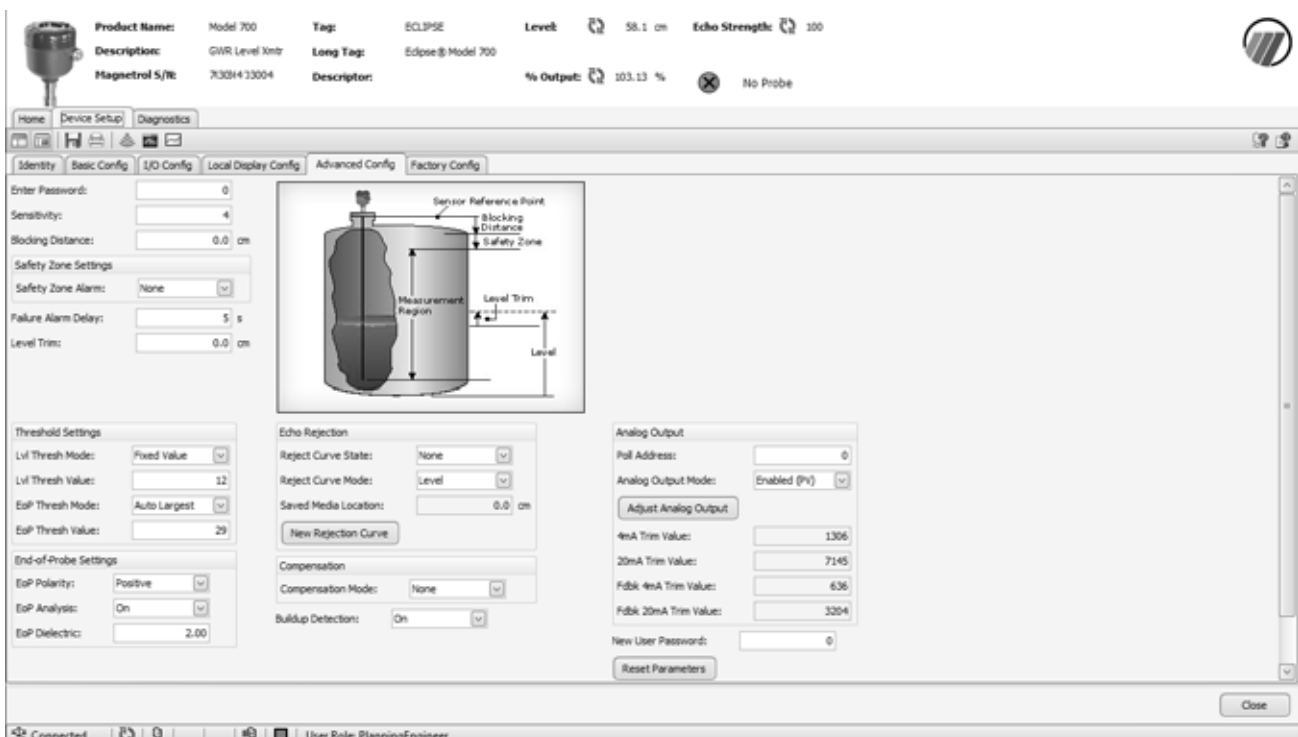 Product Name: Model 700 Tag: ECLIPSE Level: 58.1 cm Echo Strength: 100
Description: GWR Level Xmtr Long Tag: Eclipse® Model 700
Magnetrol S/N: Descriptor: % Output: 103.13 % No Probe
Home Device Setup Diagnostics
Identity Basic Config I/O Config Local Display Config Advanced Config Factory Config
Enter Password: 0
Sensitivity: 4
Blocking Distance: 0.0 cm
Safety Zone Settings
Safety Zone Alarm: None
Failure Alarm Delay: 5 s
Level Trim: 0.0 cm
Sensor Reference Point
Blocking
Distance
Safety Zone
Measurement
Region
Level Trim
Level
Threshold Settings
Lvl Thresh Mode: Fixed Value
Lvl Thresh Value: 12
EoP Thresh Mode: Auto Largest
EoP Thresh Value: 29
End-of-Probe Settings
EoP Polarity: Positive
EoP Analysis: On
EoP Dielectric: 2.00
Echo Rejection
Reject Curve State: None
Reject Curve Mode: Level
Saved Media Location: 0.0 cm
New Rejection Curve
Compensation
Compensation Mode: None
Buildup Detection: On
Analog Output
Poll Address: 0
Analog Output Mode: Enabled (PV)
Adjust Analog Output
4mA Trim Value: 1306
20mA Trim Value: 7145
Fdbk 4mA Trim Value: 636
Fdbk 20mA Trim Value: 3204
New User Password: 0
Reset Parameters
Close
Connected User Role: PlanningEngineer